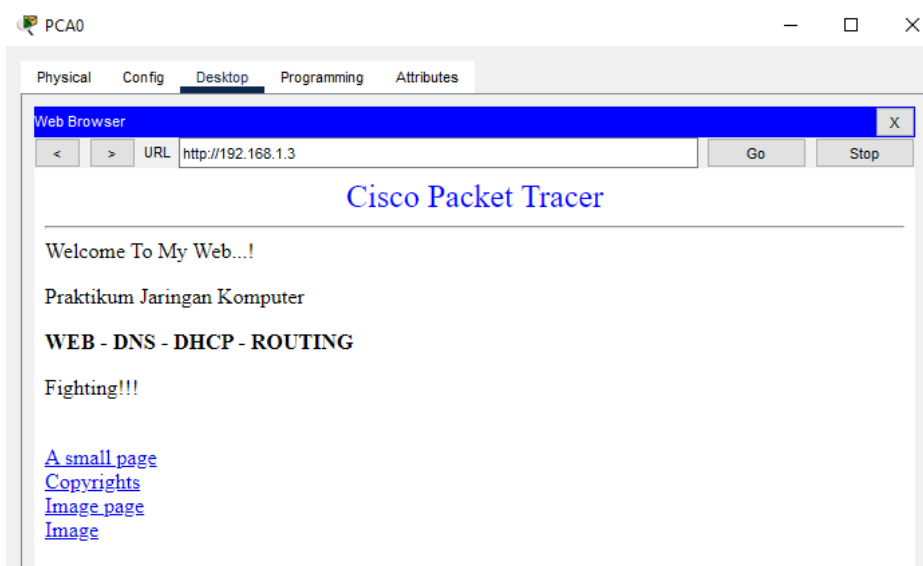 PCA0
Physical Config Desktop Programming Attributes
Web Browser X
< > URL http://192.168.1.3 Go Stop
Cisco Packet Tracer
Welcome To My Web...!
Praktikum Jaringan Komputer
WEB - DNS - DHCP - ROUTING
Fighting!!!
A small page
Copyrights
Image page
Image